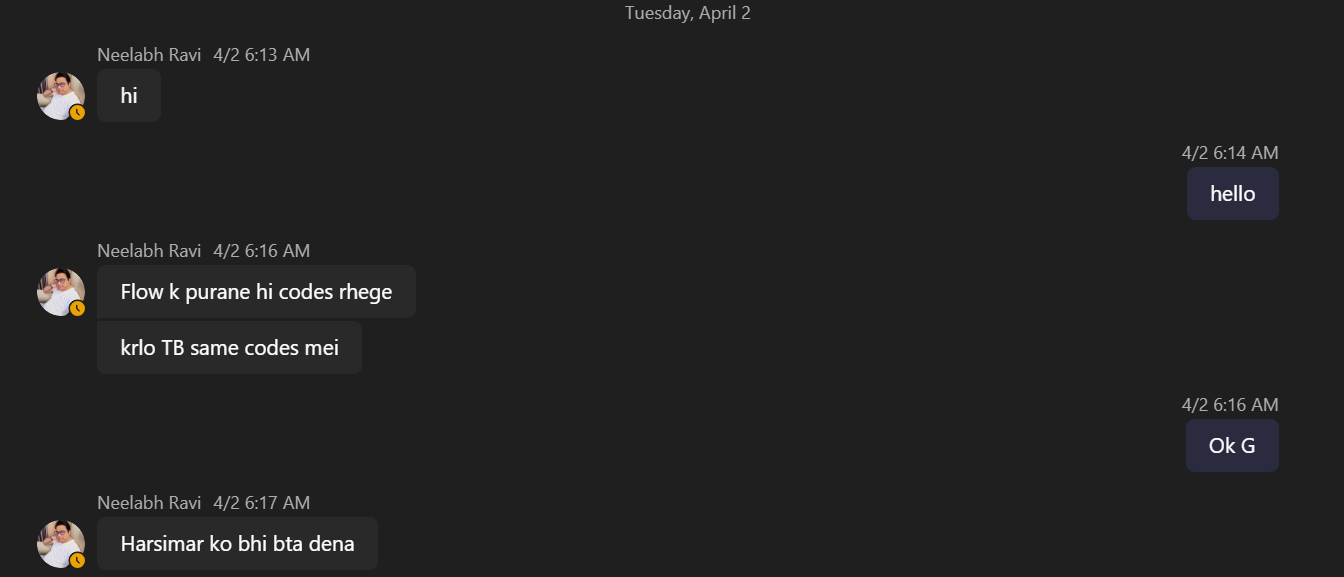 Tuesday, April 2
Neelabh Ravi 4/2 6:13 AM
hi
4/2 6:14 AM
hello
Neelabh Ravi 4/2 6:16 AM
Flow k purane hi codes rhege
krlo TB same codes mei
4/2 6:16 AM
Ok G
Neelabh Ravi 4/2 6:17 AM
Harsimar ko bhi bta dena